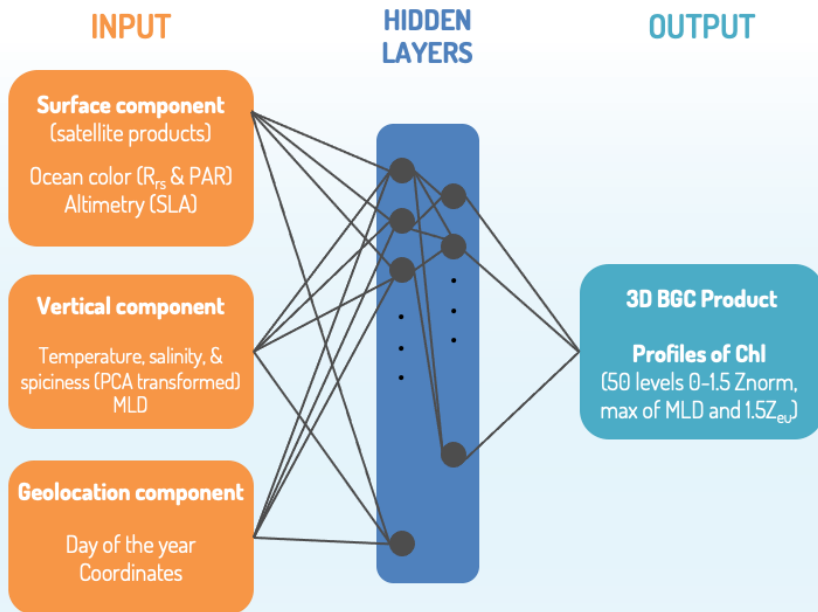 INPUT
HIDDEN
LAYERS
OUTPUT
Surface component
(satellite products)
Ocean color (Rrs & PAR)
Altimetry (SLA)
Vertical component
Temperature, salinity, &
spiciness (PCA transformed)
MLD
Geolocation component
Day of the year
Coordinates
3D BGC Product
Profiles of Chl
(50 levels 0-1.5 Znorm,
max of MLD and 1.5Zeu)